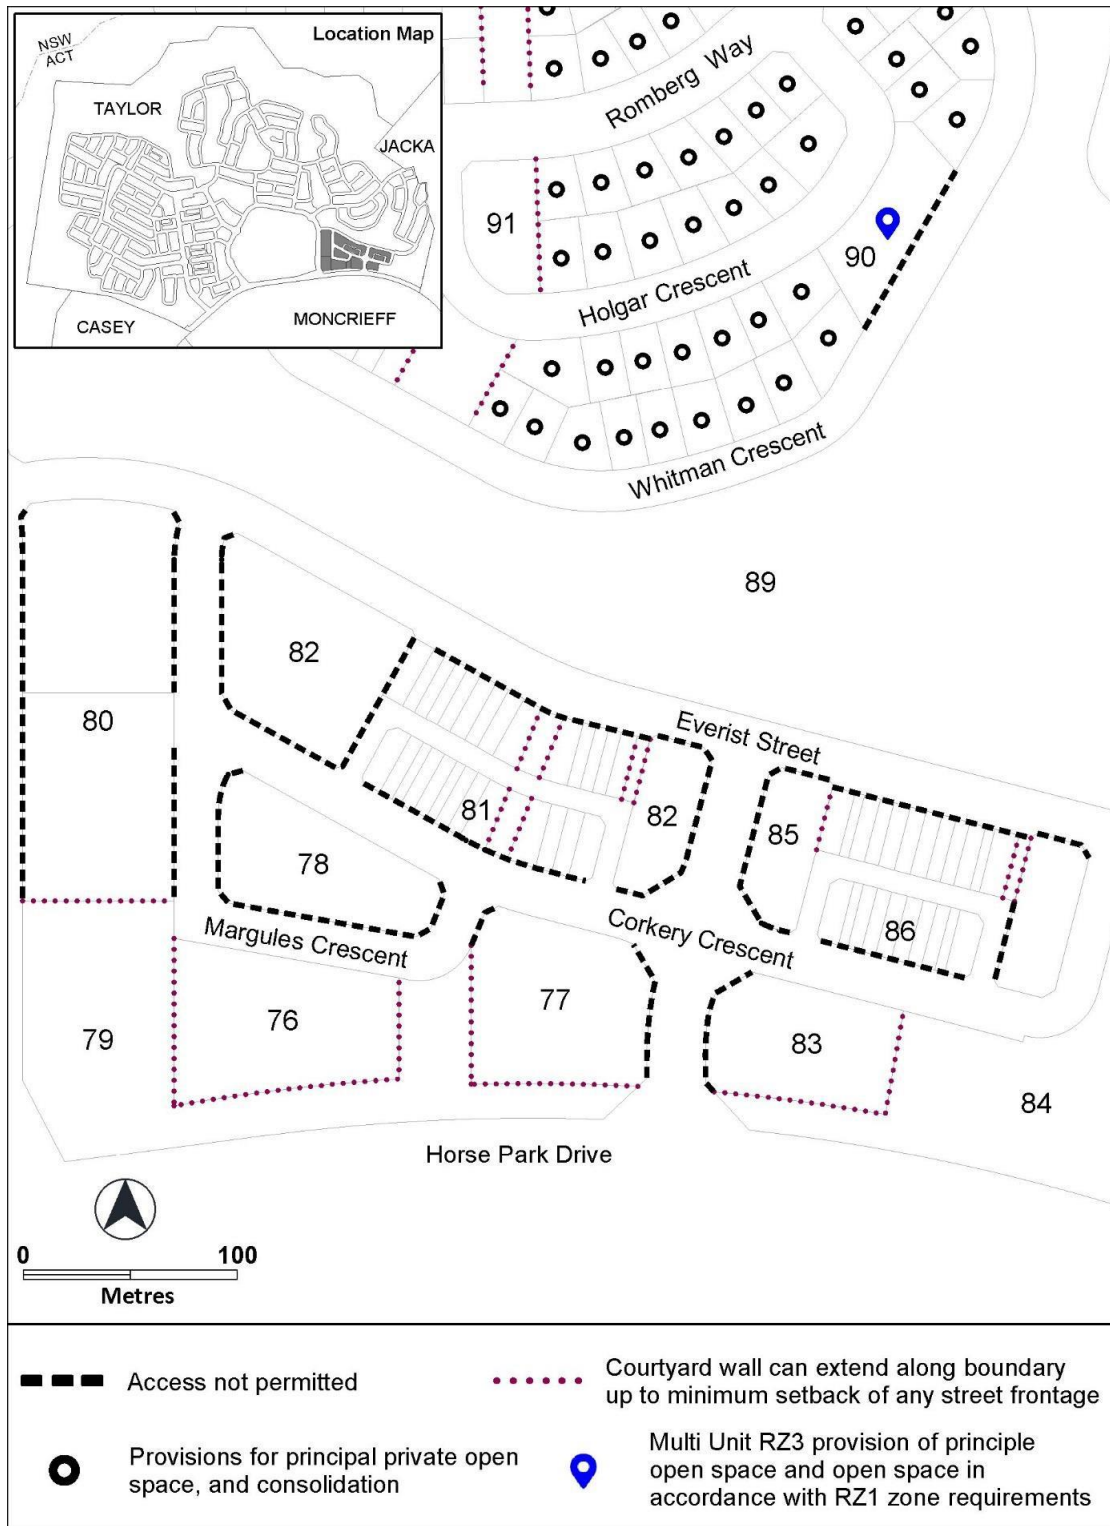 Location Map
NSW
ACT
TAYLOR
JACKA
CASEY
MONCRIEFF
Romberg Way
91
90
Holgar Crescent
Whitman Crescent
89
82
80
Everist Street
81
82
85
78
86
Margules Crescent
Corkery Crescent
77
76
79
83
84
Horse Park Drive
0
100
Metres
Access not permitted
Courtyard wall can extend along boundary
up to minimum setback of any street frontage
Provisions for principal private open
space, and consolidation
Multi Unit RZ3 provision of principle
open space and open space in
accordance with RZ1 zone requirements